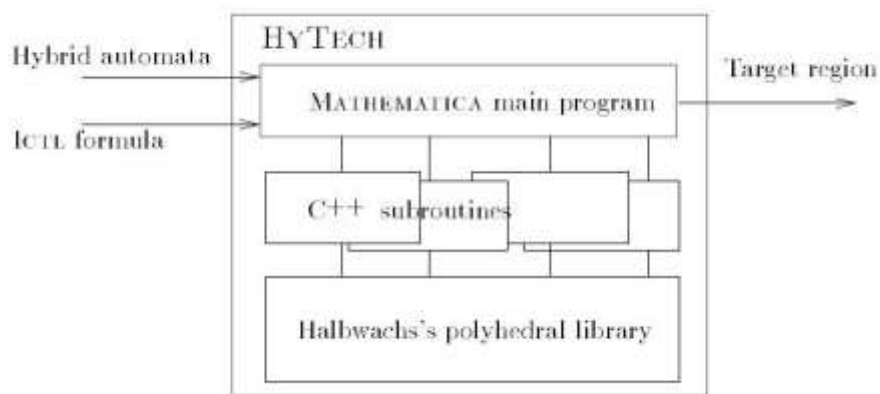 HYTECH
Hybrid automata
Target region
MATHEMATICA main program
ICTL formula
C++ subroutines
Halbwachs's polyhedral library